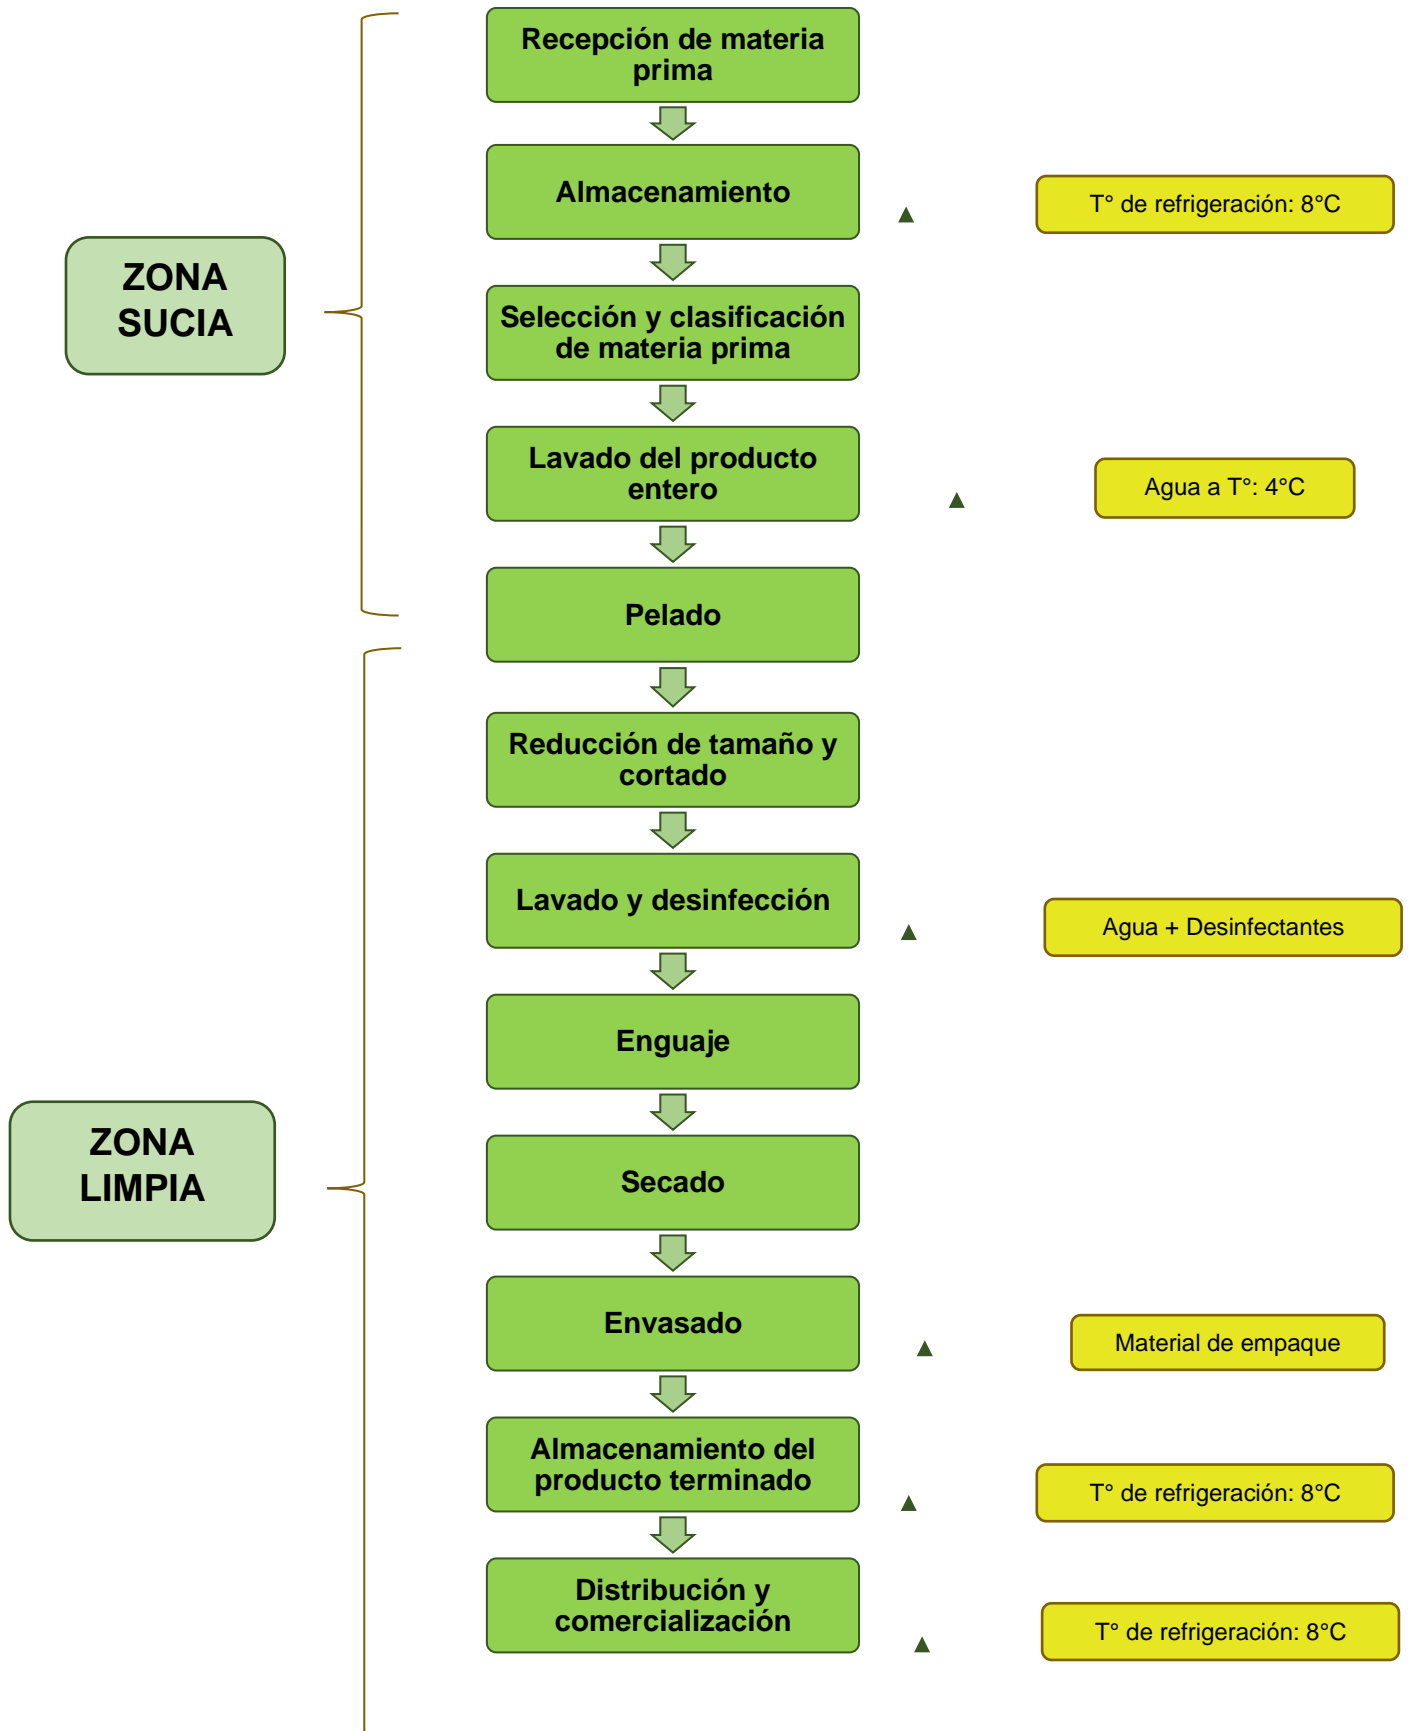 Recepción de materia
prima
Almacenamiento
T° de refrigeración: 8°C
ZONA
SUCIA
Selección y clasificación
de materia prima
Lavado del producto
entero
Agua a T°: 4°C
Pelado
Reducción de tamaño y
cortado
Lavado y desinfección
Agua + Desinfectantes
Enguaje
ZONA
LIMPIA
Secado
Envasado
Material de empaque
Almacenamiento del
producto terminado
T° de refrigeración: 8°C
Distribución y
comercialización
T° de refrigeración: 8°C